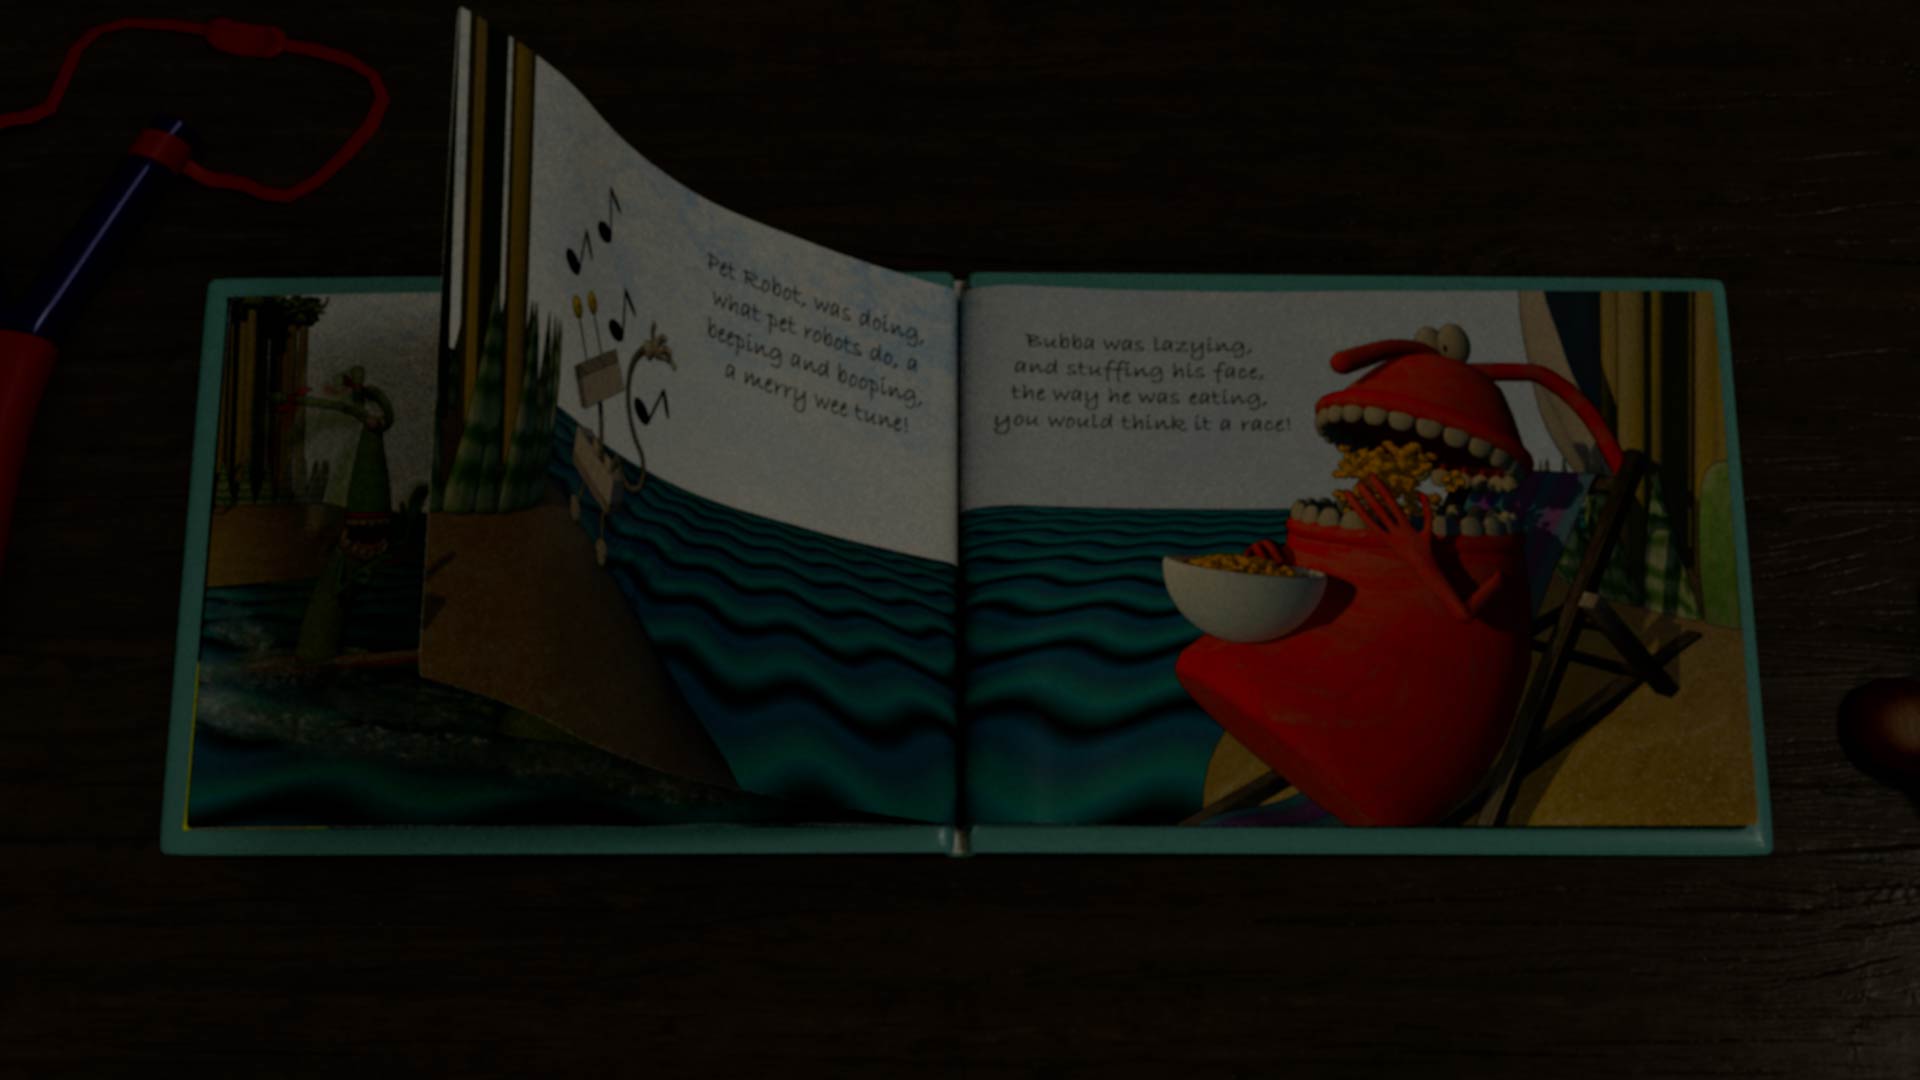 Pet Robot, was doing,
what pet robots do, a
beeping and booping,
a merry wee tune!
Bubba was lazying,
and stuffing his face,
the way he was eating,
you would think it a race!